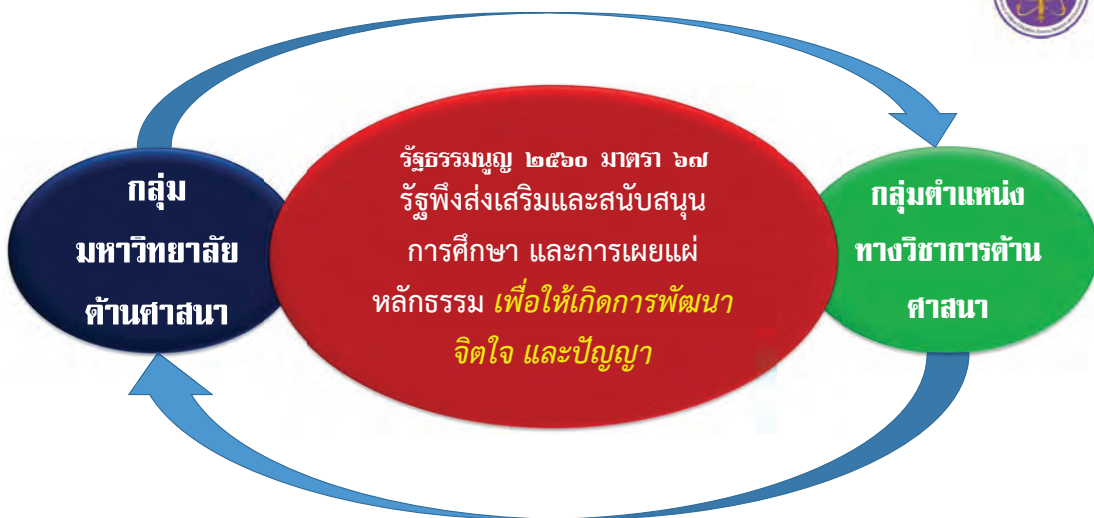 กลุ่ม
มหาวิทยาลัย
ด้านศาสนา
รัฐธรรมนูญ ๒๕๖๐ มาตรา ๖๗
รัฐพึงส่งเสริมและสนับสนุน
การศึกษา และการเผยแผ่
หลักธรรม เพื่อให้เกิดการพัฒนา
จิตใจ และปัญญา
กลุ่มตำแหน่ง
ทางวิชาการด้าน
ศาสนา